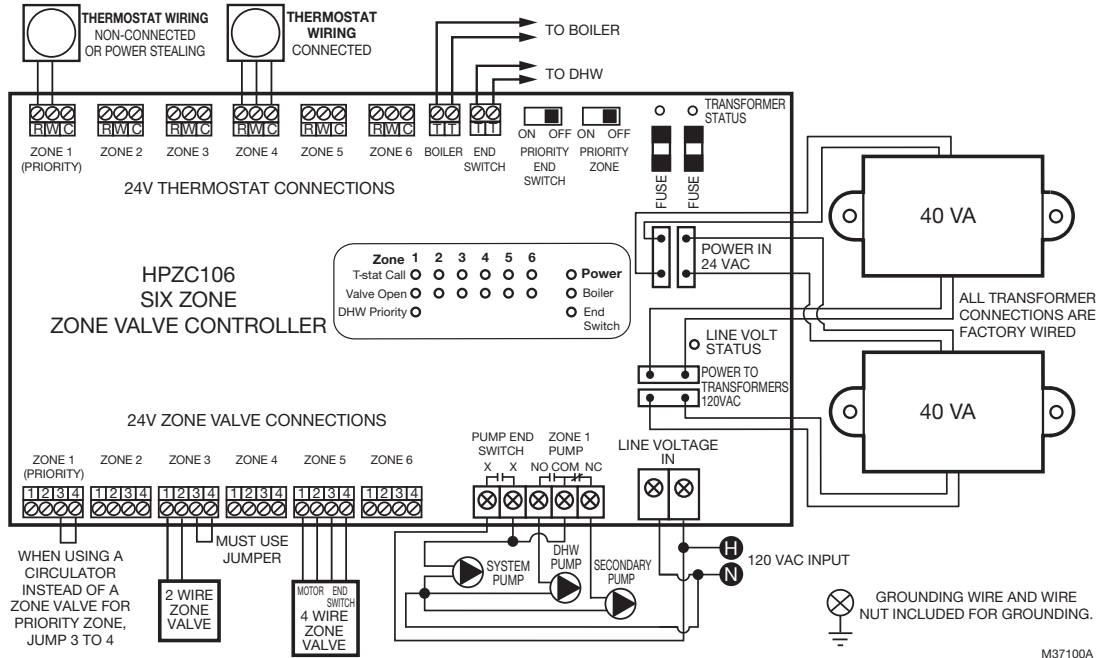 THERMOSTAT WIRING
NON-CONNECTED
OR POWER STEALING
THERMOSTAT
WIRING
CONNECTED
TO BOILER
TO DHW
R W C
R W C
R W C
R W C
R W C
R W C
T T
T T
ON OFF
ON OFF
TRANSFORMER
STATUS
ZONE 1
(PRIORITY)
ZONE 2
ZONE 3
ZONE 4
ZONE 5
ZONE 6
BOILER
END
SWITCH
PRIORITY
END
SWITCH
PRIORITY
ZONE
FUSE
FUSE
24V THERMOSTAT CONNECTIONS
40 VA
POWER IN
24 VAC
HPZC106
SIX ZONE
ZONE VALVE CONTROLLER
Zone 1 2 3 4 5 6
T-stat Call
Power
Valve Open
Boiler
DHW Priority
End
Switch
ALL TRANSFORMER
CONNECTIONS ARE
FACTORY WIRED
LINE VOLT
STATUS
POWER TO
TRANSFORMERS
120VAC
40 VA
24V ZONE VALVE CONNECTIONS
ZONE 1
(PRIORITY)
ZONE 2
ZONE 3
ZONE 4
ZONE 5
ZONE 6
PUMP END
SWITCH
X X
ZONE 1
PUMP
NO COM NC
LINE VOLTAGE
IN
1 2 3 4
1 2 3 4
1 2 3 4
1 2 3 4
1 2 3 4
1 2 3 4
WHEN USING A
CIRCULATOR
INSTEAD OF A
ZONE VALVE FOR
PRIORITY ZONE,
JUMP 3 TO 4
MUST USE
JUMPER
2 WIRE
ZONE
VALVE
MOTOR
END
SWITCH
4 WIRE
ZONE
VALVE
SYSTEM
PUMP
DHW
PUMP
SECONDARY
PUMP
H
N
120 VAC INPUT
GROUNDING WIRE AND WIRE
NUT INCLUDED FOR GROUNDING.
M37100A